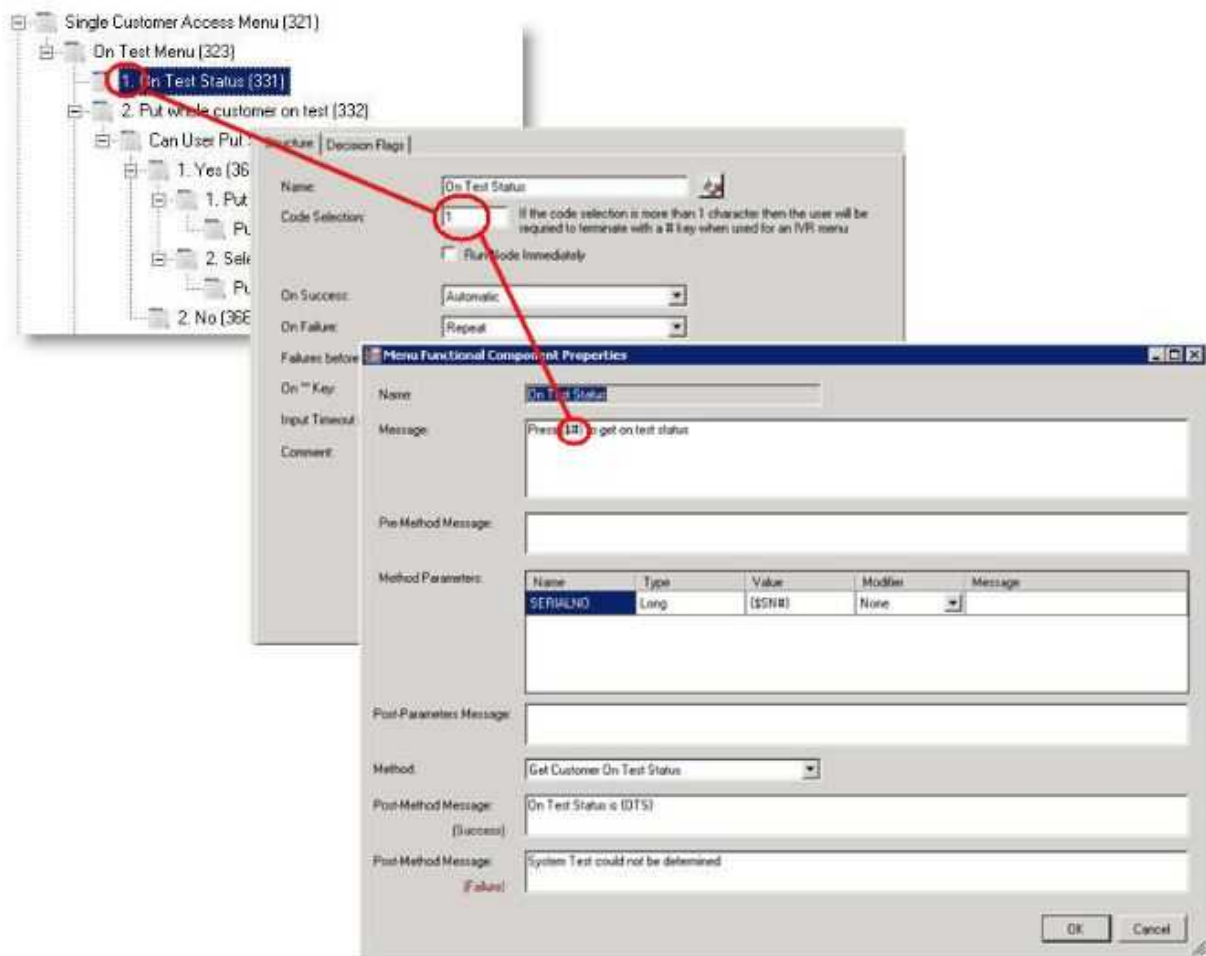 Single Customer Access Menu (321)
On Test Menu (323)
1. On Test Status (331)
2. Put whole customer on test (332)
Can User Put
1. Yes (36
1. Put
Pu
2. Sele
Pu
2. No (366
Structure Decision Flags
Name: On Test Status
Code Selection: 1 If the code selection is more than 1 character then the user will be
required to terminate with a # key when used for an IVR menu
Run Node Immediately
On Success: Automatic
On Failure: Repeat
Failures before
On "*" Key:
Input Timeout
Comment:
Menu Functional Component Properties
Name: On Test Status
Message: Press to get on test status
Pre-Method Message:
Method Parameters: Name Type Value Modifier Message
SERIALNO Long {$SN#} None
Post-Parameters Message:
Method: Get Customer On Test Status
Post-Method Message: On Test Status is {OTS}
(Success)
Post-Method Message: System Test could not be determined
(Failure)
OK Cancel